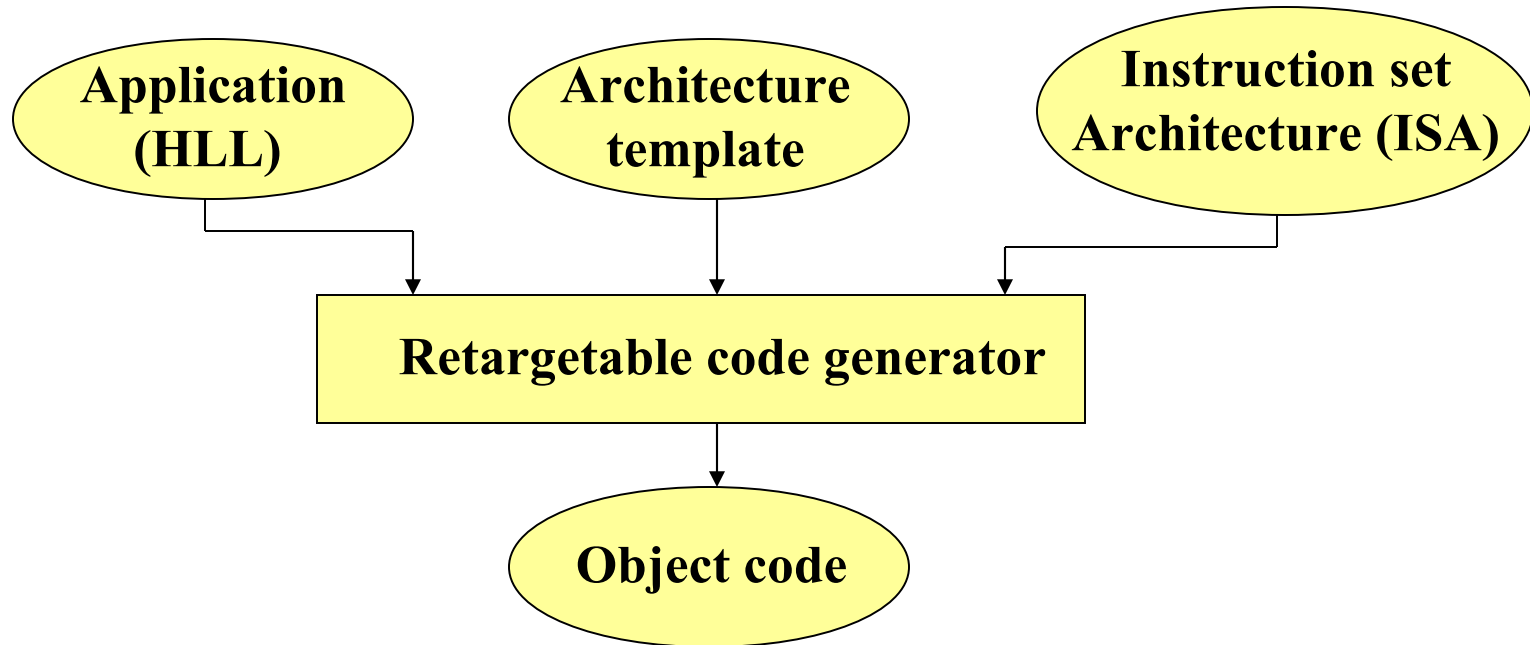 Application
(HLL)
Architecture
template
Instruction set
Architecture (ISA)
Retargetable code generator
Object code